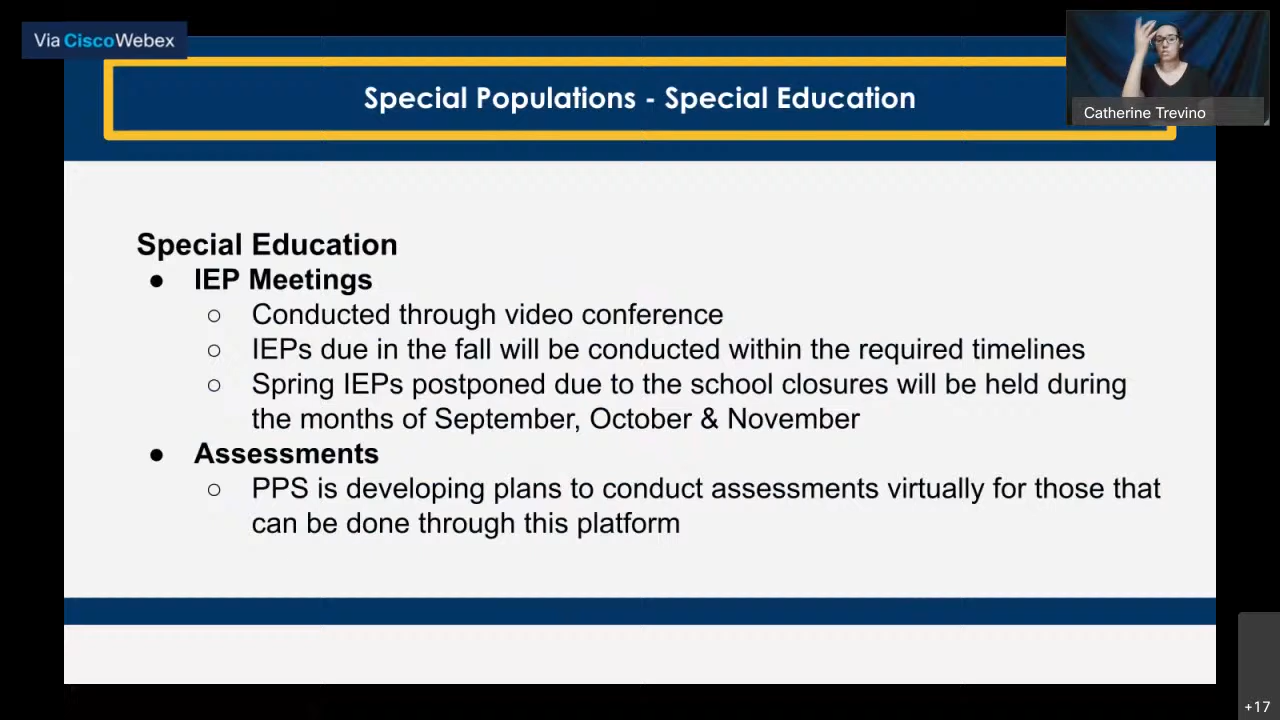 Via CiscoWebex
Special Populations - Special Education
Catherine Trevino
Special Education
● IEP Meetings
○ Conducted through video conference
○ IEPs due in the fall will be conducted within the required timelines
○ Spring IEPs postponed due to the school closures will be held during
the months of September, October & November
● Assessments
○ PPS is developing plans to conduct assessments virtually for those that
can be done through this platform
+17